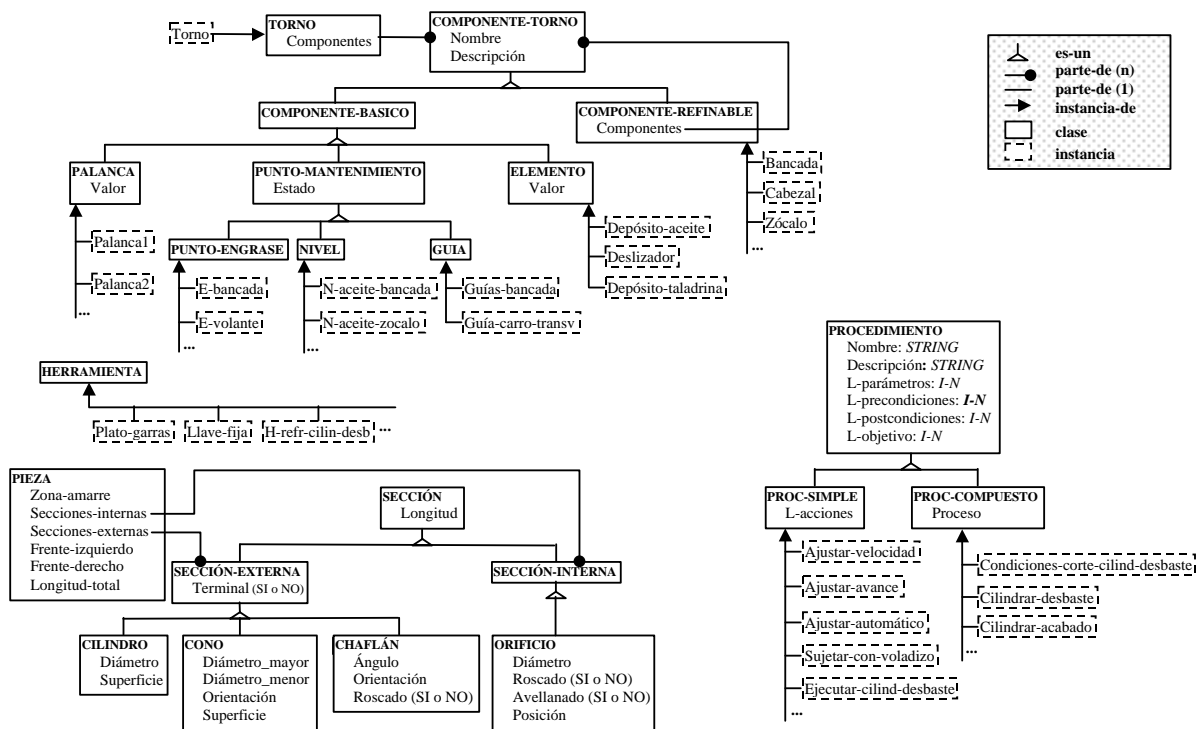 Torno
TORNO
Componentes
COMPONENTE-TORNO
Nombre
Descripción
es-un
parte-de (n)
parte-de (1)
instancia-de
clase
instancia
COMPONENTE-BASICO
COMPONENTE-REFINABLE
Componentes
Bancada
Cabezal
Zócalo
...
PALANCA
Valor
Palanca1
Palanca2
...
PUNTO-MANTENIMIENTO
Estado
ELEMENTO
Valor
Depósito-aceite
Deslizador
Depósito-taladrina
PUNTO-ENGRASE
E-bancada
E-volante
...
NIVEL
N-aceite-bancada
N-aceite-zocalo
...
GUIA
Guías-bancada
Guía-carro-transv
HERRAMIENTA
Plato-garras
Llave-fija
H-refr-cilin-desb
...
PROCEDIMIENTO
Nombre: STRING
Descripción: STRING
L-parámetros: I-N
L-precondiciones: I-N
L-postcondiciones: I-N
L-objetivo: I-N
PROC-SIMPLE
L-acciones
Ajustar-velocidad
Ajustar-avance
Ajustar-automático
Sujetar-con-voladizo
Ejecutar-cilind-desbaste
...
PROC-COMPUESTO
Proceso
Condiciones-corte-cilind-desbaste
Cilindrar-desbaste
Cilindrar-acabado
...
PIEZA
Zona-amarre
Secciones-internas
Secciones-externas
Frente-izquierdo
Frente-derecho
Longitud-total
SECCIÓN
Longitud
SECCIÓN-EXTERNA
Terminal (SI o NO)
SECCIÓN-INTERNA
CILINDRO
Diámetro
Superficie
CONO
Diámetro_mayor
Diámetro_menor
Orientación
Superficie
CHAFLÁN
Ángulo
Orientación
Roscado (SI o NO)
ORIFICIO
Diámetro
Roscado (SI o NO)
Avellanado (SI o NO)
Posición